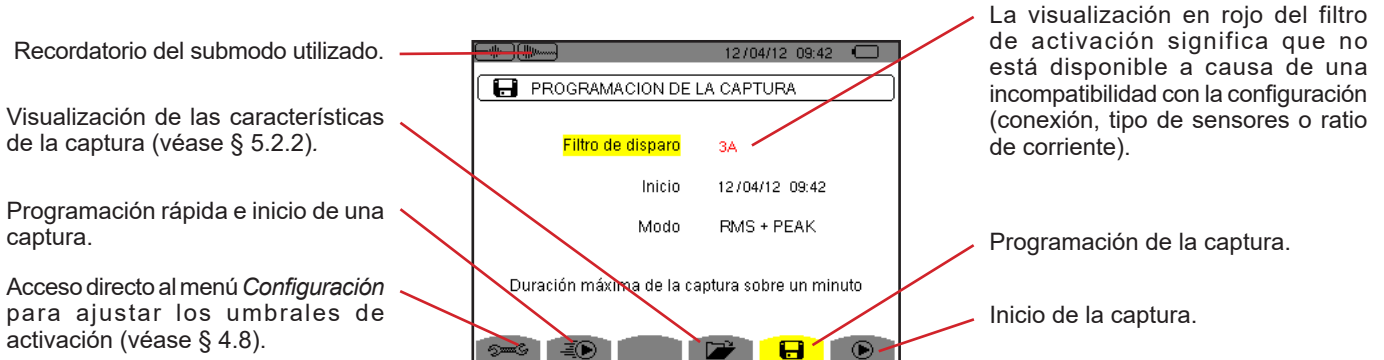 Recordatorio del submodo utilizado.
Visualización de las características
de la captura (véase § 5.2.2).
Programación rápida e inicio de una
captura.
Acceso directo al menú Configuración
para ajustar los umbrales de
activación (véase § 4.8).
12/04/12 09:42
PROGRAMACION DE LA CAPTURA
Filtro de disparo 3A
Inicio 12/04/12 09:42
Modo RMS + PEAK
Duración máxima de la captura sobre un minuto
La visualización en rojo del filtro
de activación significa que no
está disponible a causa de una
incompatibilidad con la configuración
(conexión, tipo de sensores o ratio
de corriente).
Programación de la captura.
Inicio de la captura.